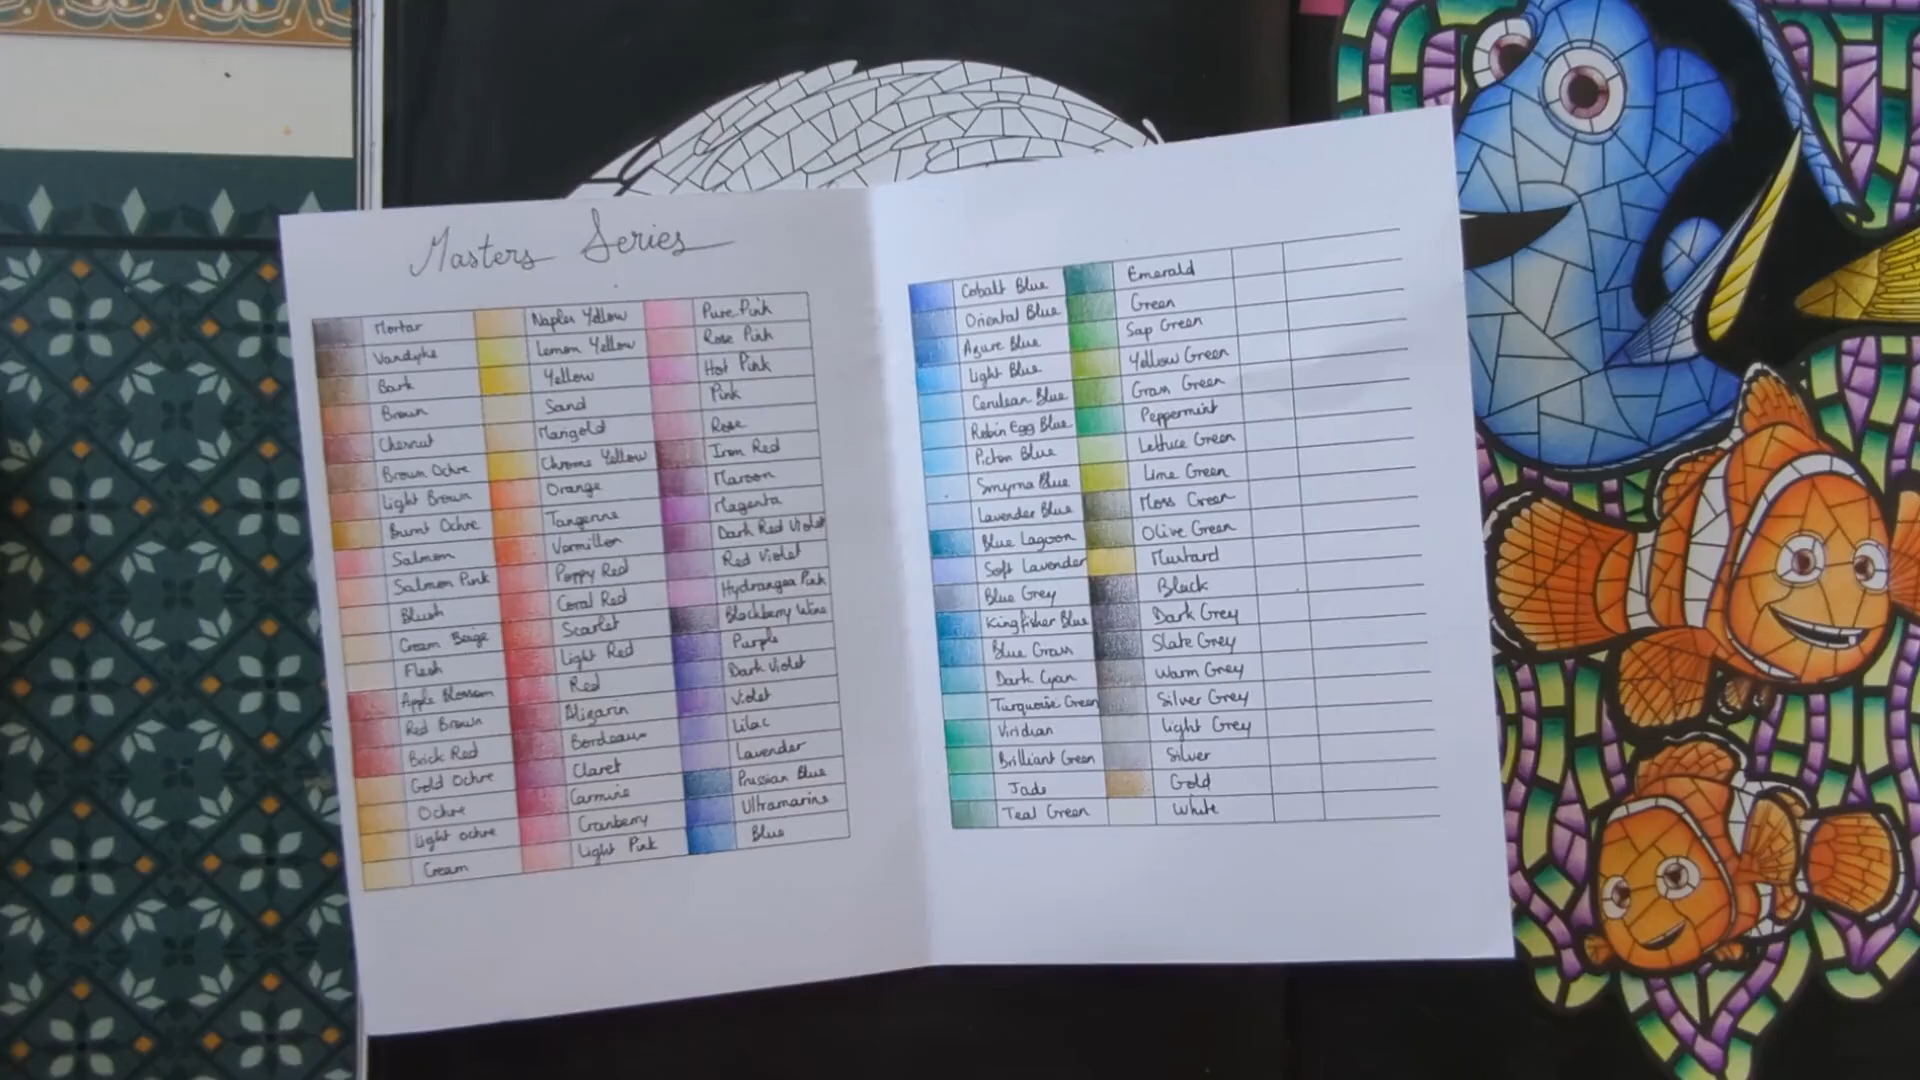 Masters Series
Mortar
Vandyke
Bark
Brown
Chesnut
Brown Ochre
Light Brown
Burnt Ochre
Salmon
Salmon Pink
Blush
Cream Beige
Flesh
Apple Blossom
Red Brown
Brick Red
Gold Ochre
Ochre
Light ochre
Cream
Naples Yellow
Lemon Yellow
Yellow
Sand
Marigold
Chrome Yellow
Orange
Tangerine
Vermillon
Poppy Red
Coral Red
Scarlet
Light Red
Red
Alizarin
Bordeaux
Claret
Carmine
Cranberry
Light Pink
Pure Pink
Rose Pink
Hot Pink
Pink
Rose
Iron Red
Maroon
Magenta
Dark Red Violet
Red Violet
Hydrangea Pink
Blackberry Wine
Purple
Dark Violet
Violet
Lilac
Lavender
Prussian Blue
Ultramarine
Blue
Cobalt Blue
Oriental Blue
Azure Blue
Light Blue
Cerulean Blue
Robin Egg Blue
Picton Blue
Smyrna Blue
Lavender Blue
Blue Lagoon
Soft Lavender
Blue Grey
Kingfisher Blue
Blue Grass
Dark Cyan
Turquoise Green
Viridian
Brilliant Green
Jade
Teal Green
Emerald
Green
Sap Green
Yellow Green
Grass Green
Peppermint
Lettuce Green
Lime Green
Moss Green
Olive Green
Mustard
Black
Dark Grey
Slate Grey
Warm Grey
Silver Grey
Light Grey
Silver
Gold
White